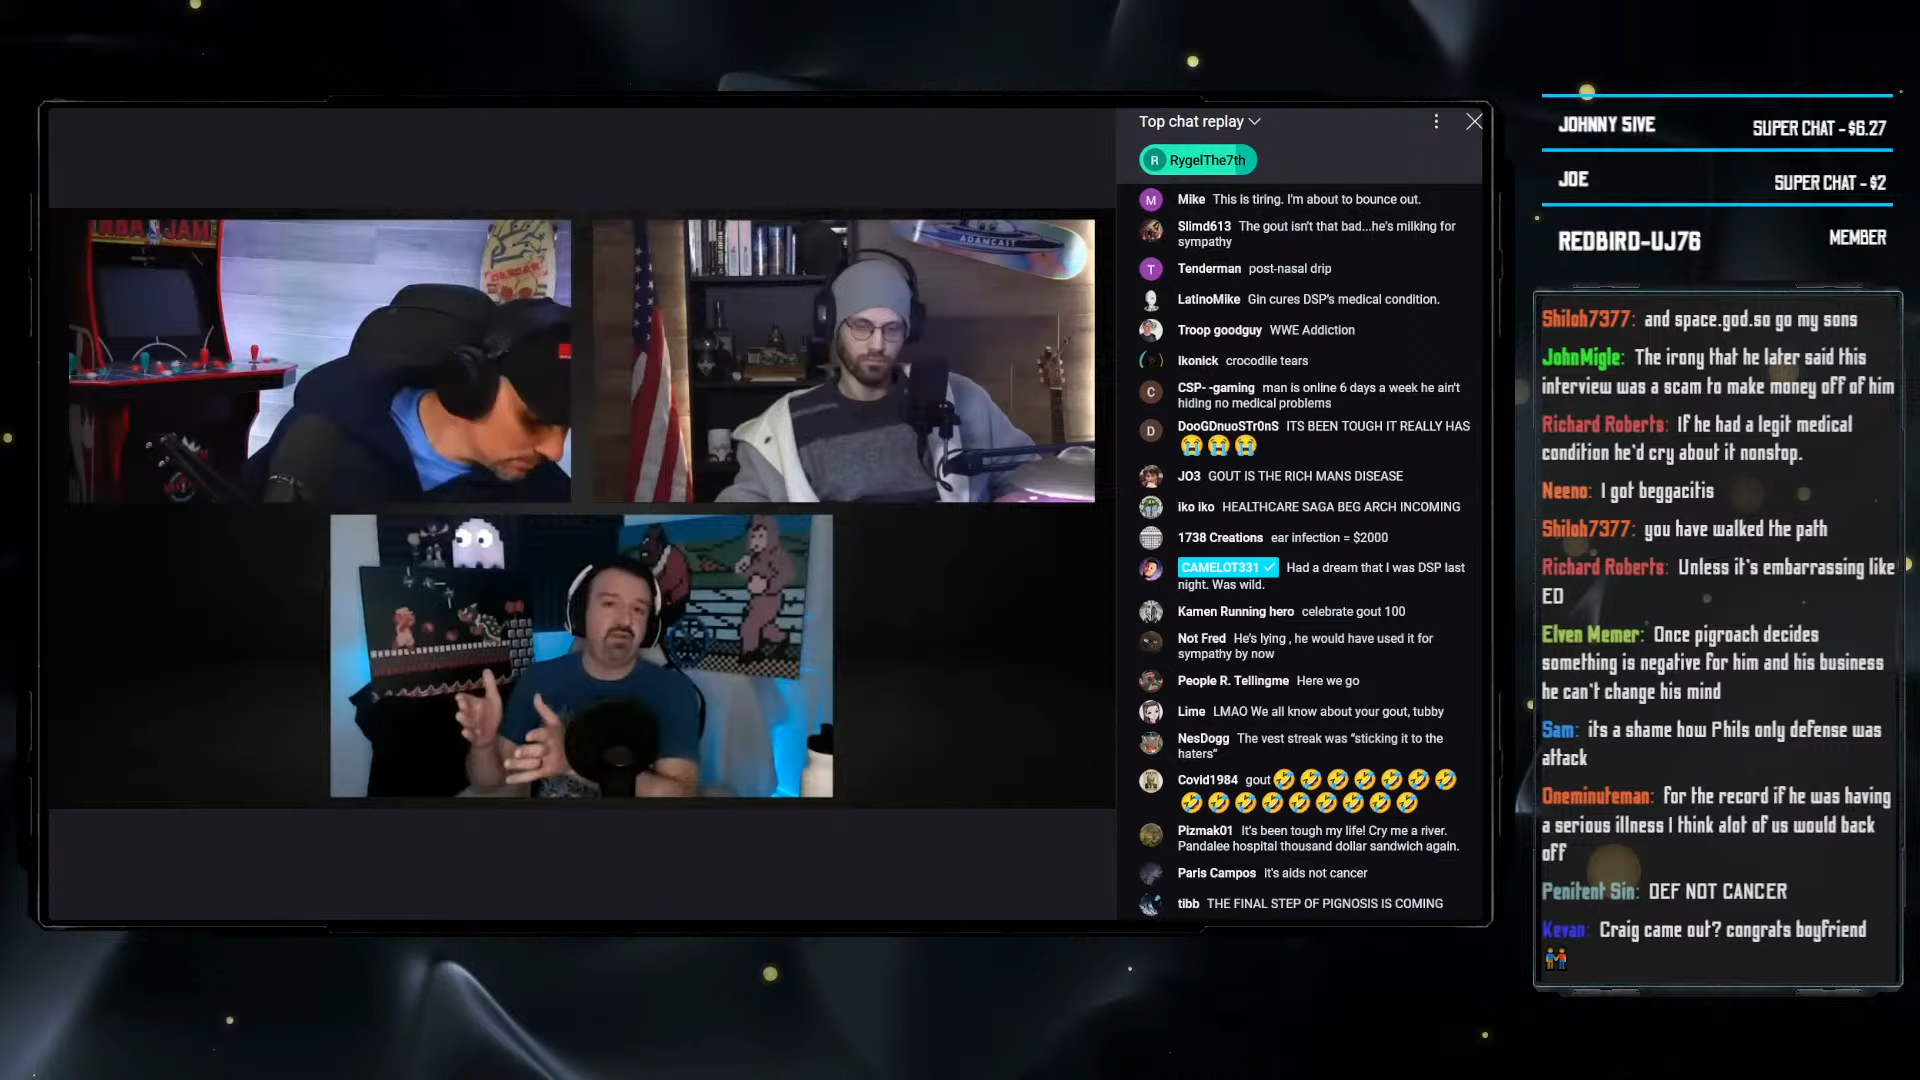 NBA JAM
ADAMCAST
Top chat replay
R RygelThe7th
M Mike This is tiring. I'm about to bounce out.
Slimd613 The gout isn't that bad...he's milking for
sympathy
T Tenderman post-nasal drip
LatinoMike Gin cures DSP's medical condition.
Troop goodguy WWE Addiction
Ikonick crocodile tears
C CSP- -gaming man is online 6 days a week he ain't
hiding no medical problems
D DooGDnuoSTr0nS ITS BEEN TOUGH IT REALLY HAS
😭😭😭
JO3 GOUT IS THE RICH MANS DISEASE
iko iko HEALTHCARE SAGA BEG ARCH INCOMING
1738 Creations ear infection = $2000
CAMELOT331 ✓ Had a dream that I was DSP last
night. Was wild.
Kamen Running hero celebrate gout 100
Not Fred He's lying , he would have used it for
sympathy by now
People R. Tellingme Here we go
Lime LMAO We all know about your gout, tubby
NesDogg The vest streak was “sticking it to the
haters”
Covid1984 gout🤣🤣🤣🤣🤣🤣🤣
🤣🤣🤣🤣🤣🤣🤣🤣🤣
Pizmak01 It's been tough my life! Cry me a river.
Pandalee hospital thousand dollar sandwich again.
Paris Campos it's aids not cancer
tibb THE FINAL STEP OF PIGNOSIS IS COMING
JOHNNY 5IVE SUPER CHAT - $6.27
JOE SUPER CHAT - $2
REDBIRD-UJ76 MEMBER
Shiloh7377: and space.god.so go my sons
JohnMigle: The irony that he later said this
interview was a scam to make money off of him
Richard Roberts: If he had a legit medical
condition he'd cry about it nonstop.
Neeno: I got beggacitis
Shiloh7377: you have walked the path
Richard Roberts: Unless it's embarrassing like
ED
Elven Memer: Once pigroach decides
something is negative for him and his business
he can't change his mind
Sam: its a shame how Phils only defense was
attack
Oneminuteman: for the record if he was having
a serious illness I think alot of us would back
off
Penitent Sin: DEF NOT CANCER
Kevan: Craig came out? congrats boyfriend
👬